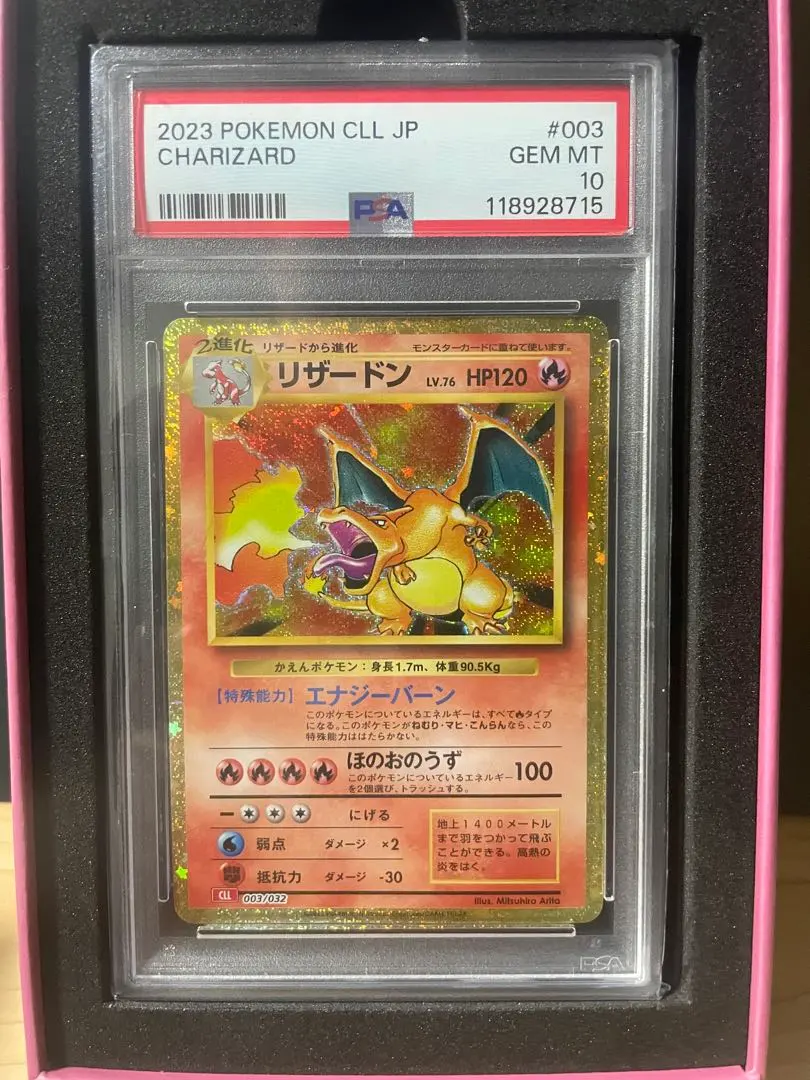 2023 POKEMON CLL JP #003
CHARIZARD GEM MT
10
PSA 118928715
2進化 リザードから進化 モンスターカードに重ねて使います。
リザードン LV.76 HP120
かえんポケモン：身長1.7m、体重90.5Kg
【特殊能力】エナジーバーン
このポケモンについているエネルギーは、すべて タイプ
になる。このポケモンがねむり・マヒ・こんらんなら、この
特殊能力ははたらかない。
ほのおのうず
このポケモンについているエネルギー 100
を2個選び、トラッシュする。
にげる
弱点 ダメージ ×2
抵抗力 ダメージ -30
地上1400メートル
まで羽をつかって飛ぶ
ことができる。高熱の
炎をはく。
CLL 003/032 Illus. Mitsuhiro Arita
PSA